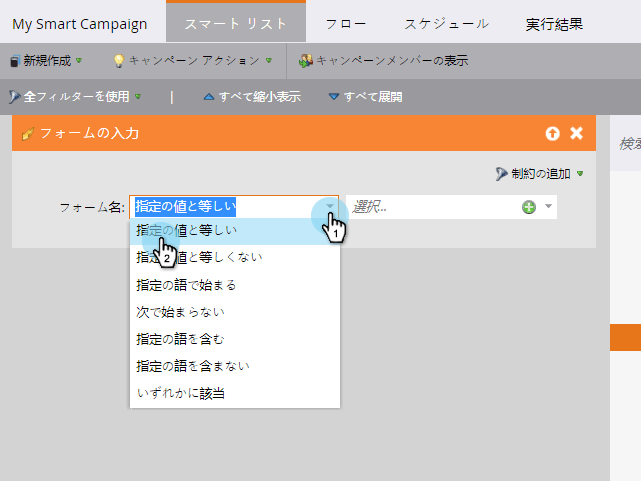 My Smart Campaign スマート リスト フロー スケジュール 実行結果
新規作成 キャンペーン アクション キャンペーンメンバーの表示
全フィルターを使用 | すべて縮小表示 すべて展開
フォームの入力
検索
制約の追加
フォーム名: 指定の値と等しい 選択...
1
指定の値と等しい
2
指定の値と等しくない
指定の語で始まる
次で始まらない
指定の語を含む
指定の語を含まない
いずれかに該当